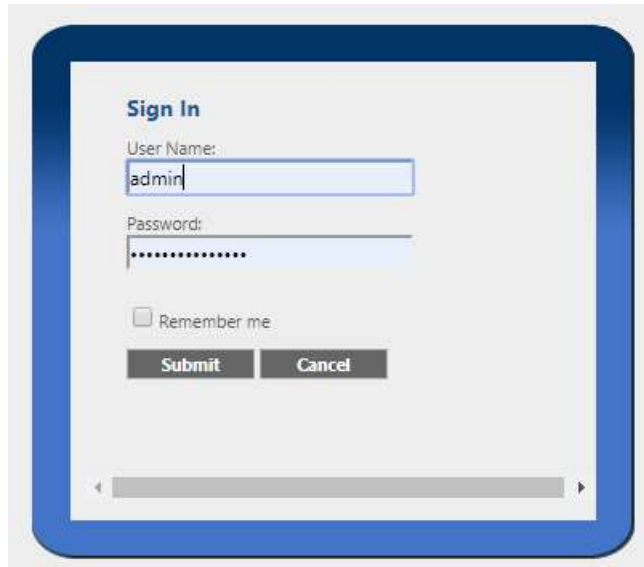 Sign In
User Name:
admin
Password:
•••••••••••••••
Remember me
Submit Cancel